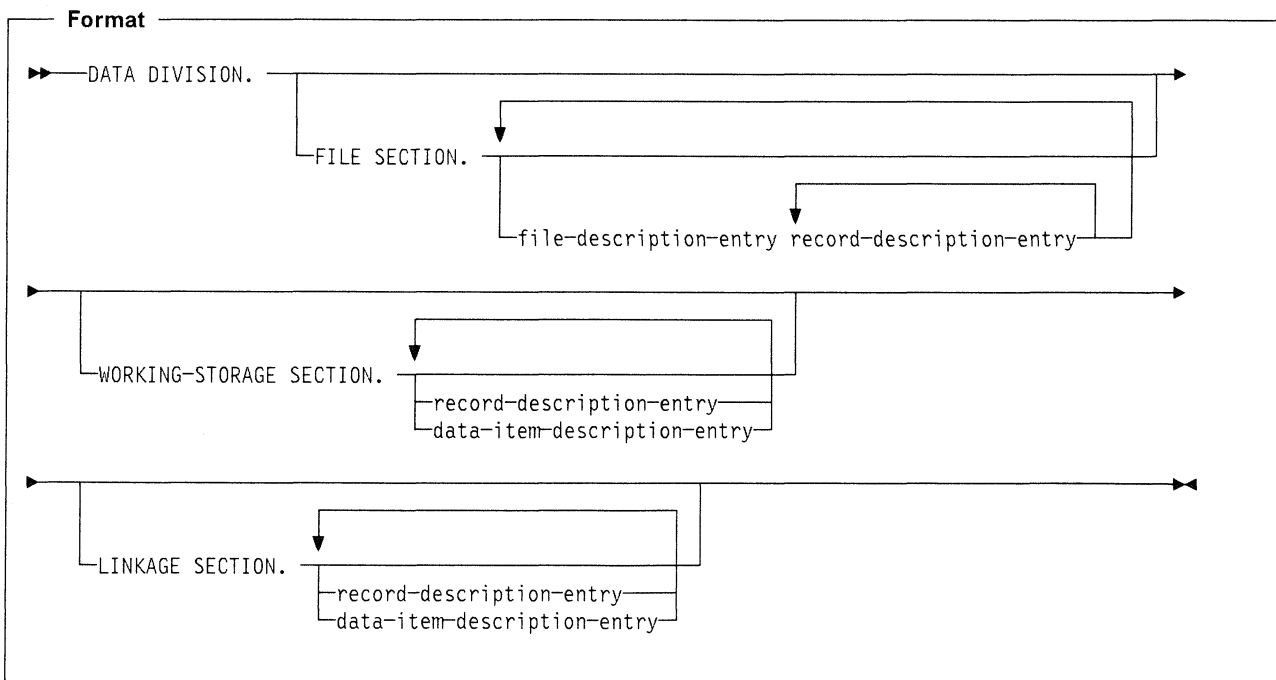 Format
DATA DIVISION.
FILE SECTION.
file-description-entry record-description-entry
WORKING-STORAGE SECTION.
record-description-entry
data-item-description-entry
LINKAGE SECTION.
record-description-entry
data-item-description-entry